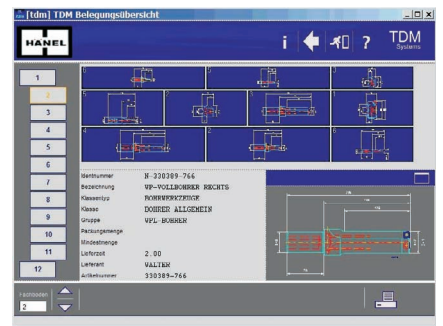 [tdm] TDM Belegungsübersicht
HÄNEL
i
?
TDM
Systems
1
2
3
4
5
6
7
8
9
10
11
12
Identnummer N-330389-766
Bezeichnung VP-VOLLBOHRER RECHTS
Klassentyp BOHRWERKZEUGE
Klasse BOHRER ALLGEMEIN
Gruppe VPL-BOHRER
Packungsmenge
Mindestmenge
Lieferzeit 2.00
Lieferant WALTER
Artikelnummer 330389-766
Fachboden
2